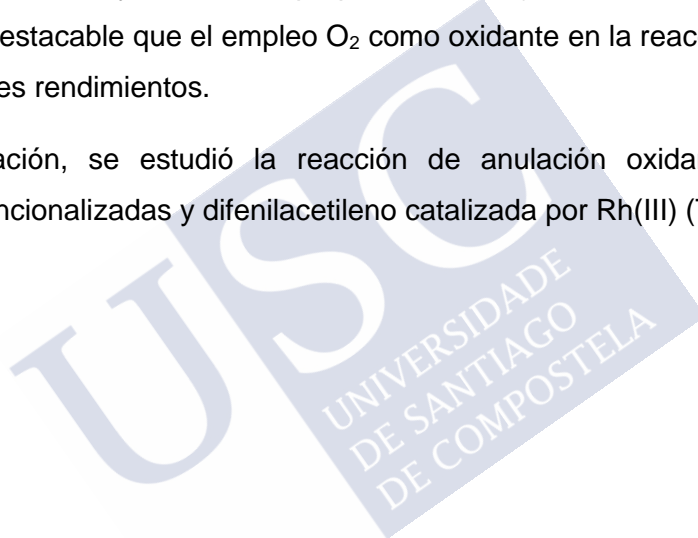 estacable que el empleo O₂ como oxidante en la reac
es rendimientos.
ación, se estudió la reacción de anulación oxida
ncionalizadas y difenilacetileno catalizada por Rh(III) (
USC
UNIVERSIDADE
DE SANTIAGO
DE COMPOSTELA